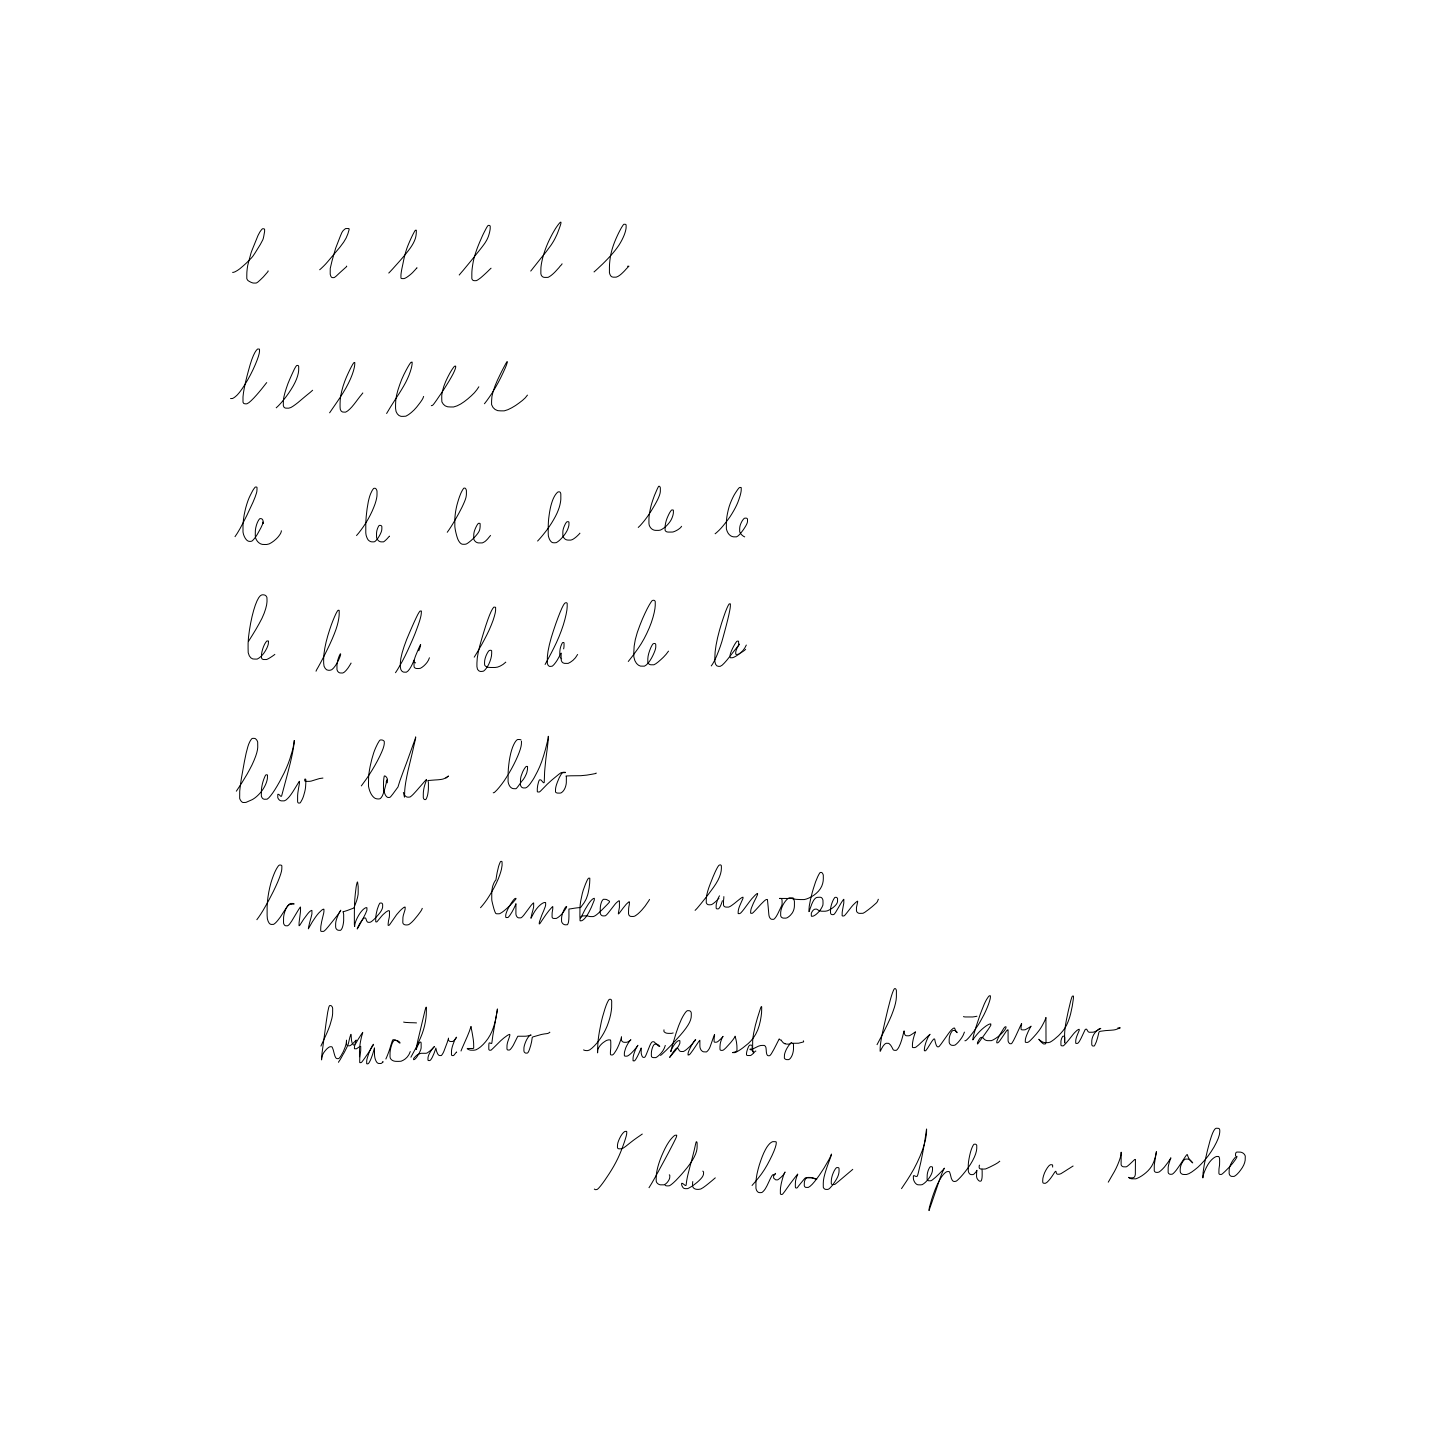 l l l l l l
l l l l l l
le le le le le le
le le le le le le le
leto leto leto
lamoken lamoken lamoken
hračkarstvo hračkarstvo hračkarstvo
V lete bude teplo a sucho